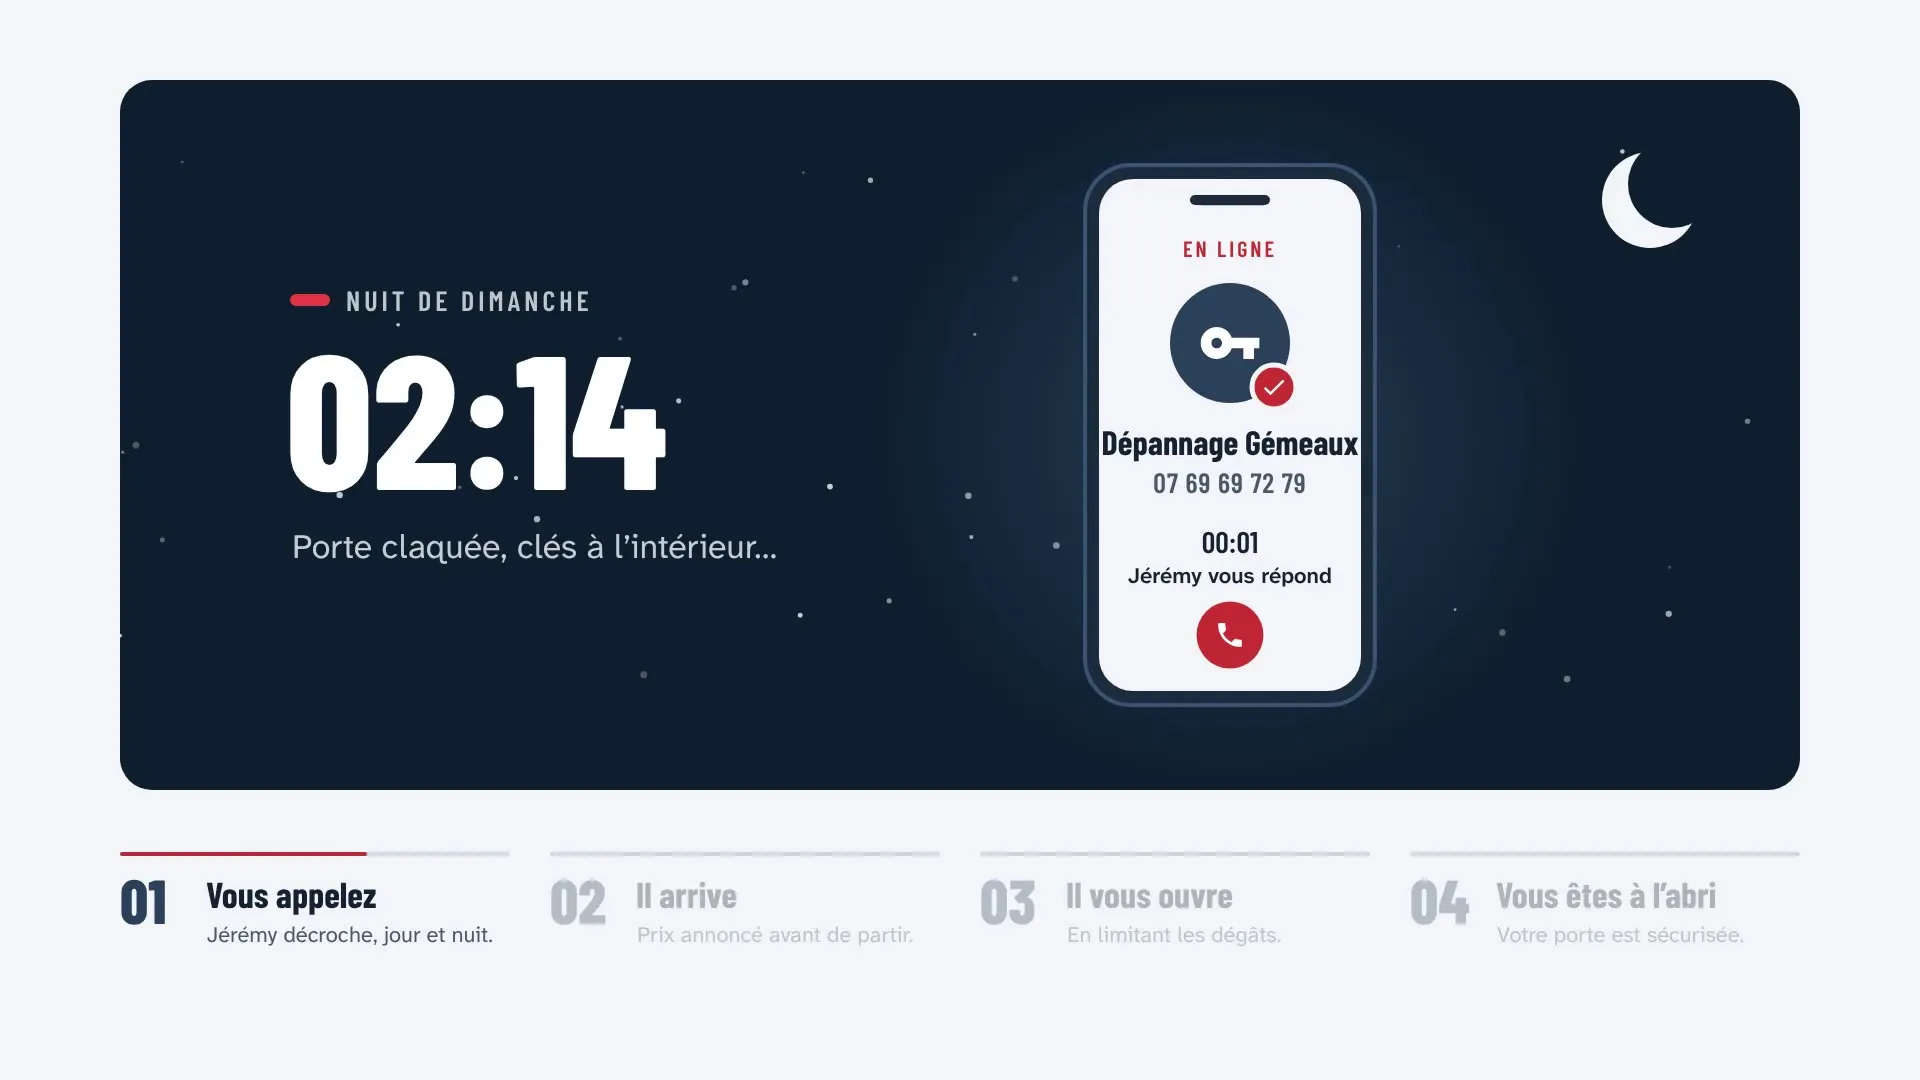 NUIT DE DIMANCHE
02:14
Porte claquée, clés à l’intérieur...
EN LIGNE
Dépannage Gémeaux
07 69 69 72 79
00:01
Jérémy vous répond
01
Vous appelez
Jérémy décroche, jour et nuit.
02
Il arrive
Prix annoncé avant de partir.
03
Il vous ouvre
En limitant les dégâts.
04
Vous êtes à l’abri
Votre porte est sécurisée.